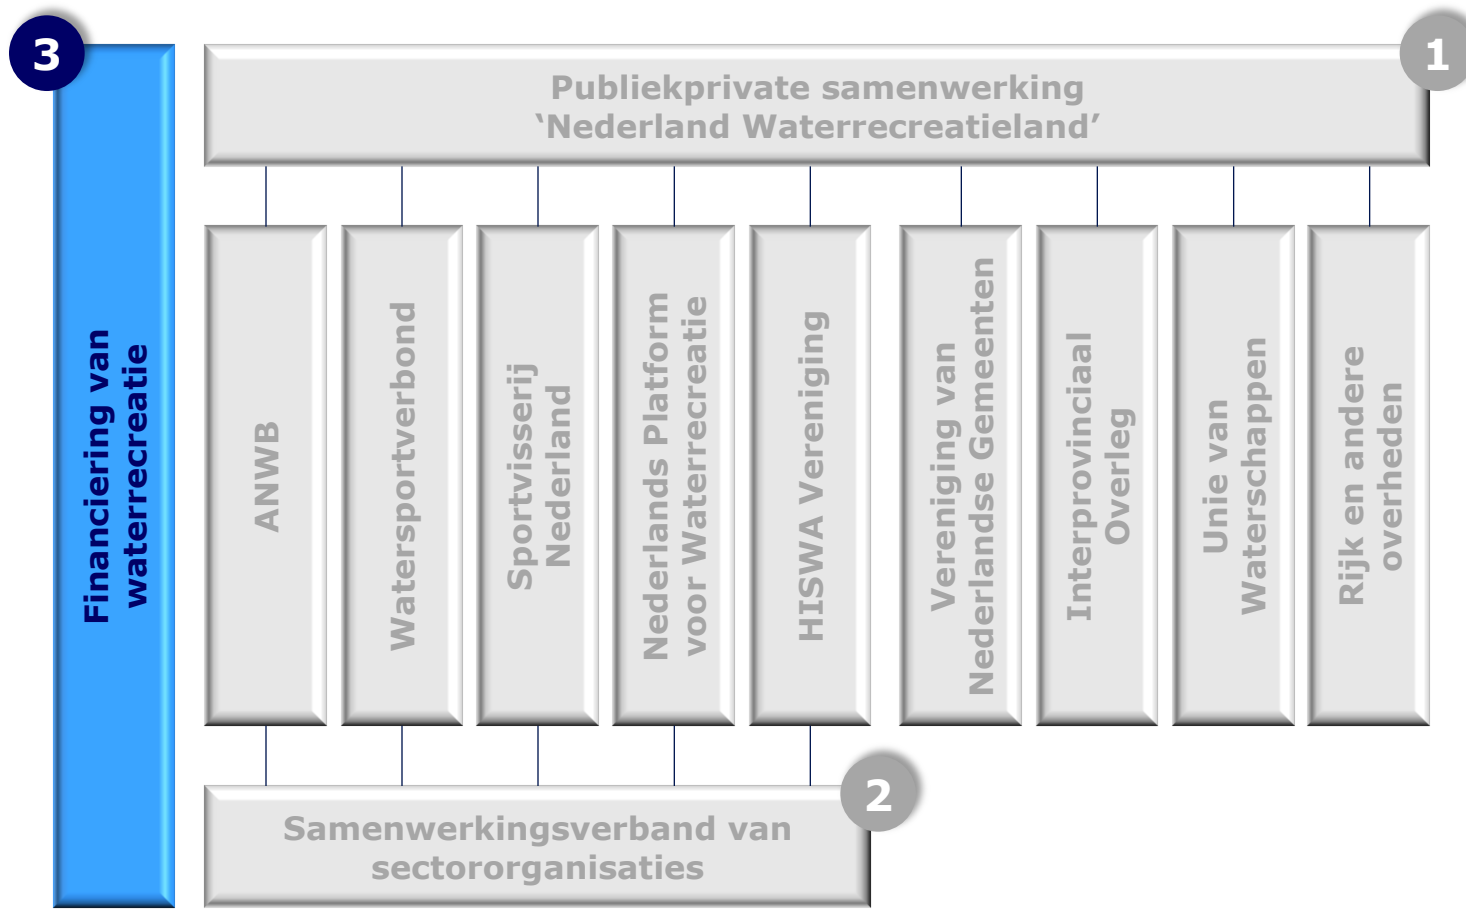 3
1
Publiekprivate samenwerking
‘Nederland Waterrecreatieland’
Financiering van
waterrecreatie
ANWB
Watersportverbond
Sportvisserij
Nederland
Nederlands Platform
voor Waterrecreatie
HISWA Vereniging
Vereniging van
Nederlandse Gemeenten
Interprovinciaal
Overleg
Unie van
Waterschappen
Rijk en andere
overheden
2
Samenwerkingsverband van
sectororganisaties